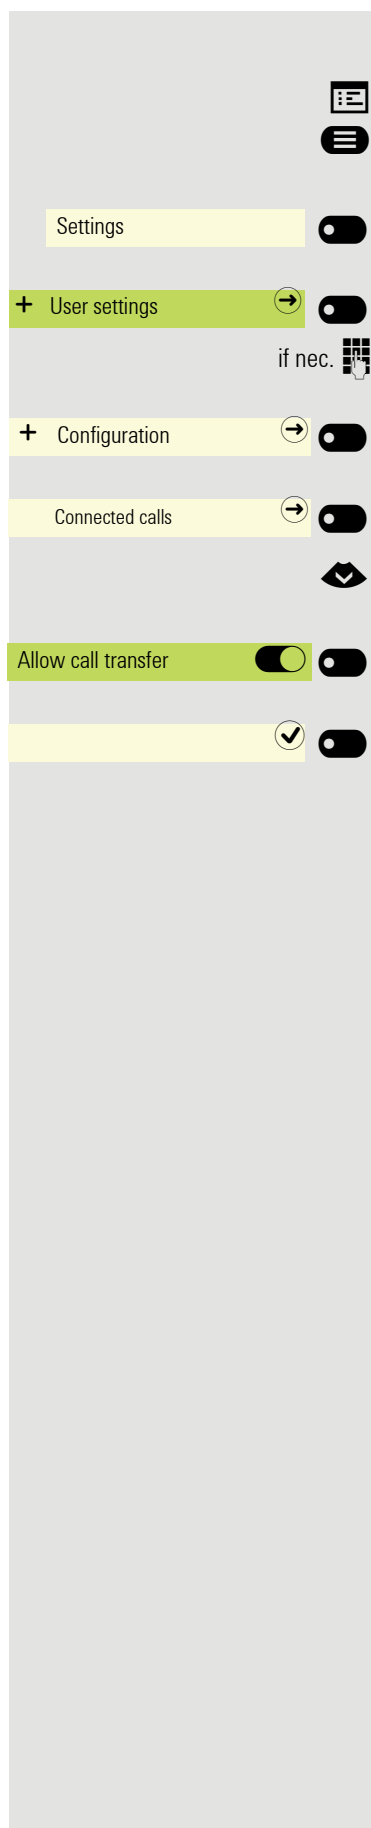 Settings
User settings
if nec.
Configuration
Connected calls
Allow call transfer